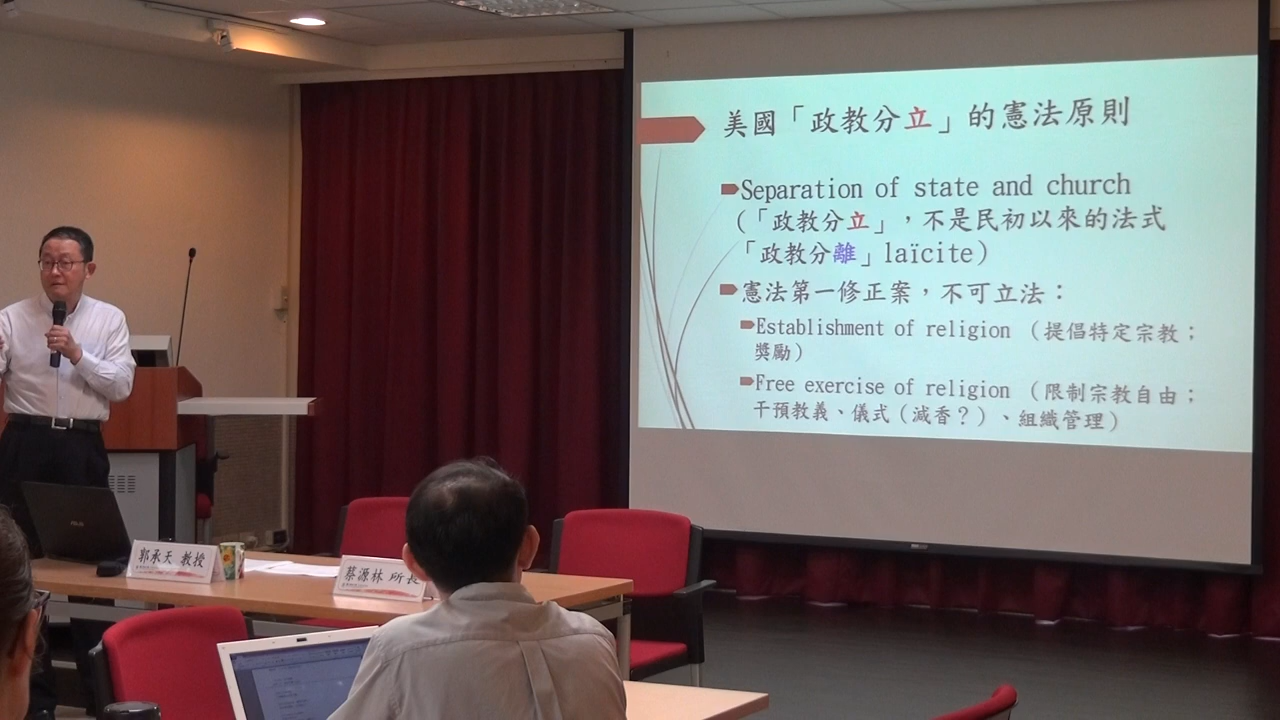 美國「政教分立」的憲法原則
Separation of state and church
(「政教分立」，不是民初以來的法式
「政教分離」laïcite)
憲法第一修正案，不可立法：
Establishment of religion （提倡特定宗教；
獎勵）
Free exercise of religion （限制宗教自由；
干預教義、儀式（減香？）、組織管理）
郭承天 教授
蔡源林 所長
ASUS